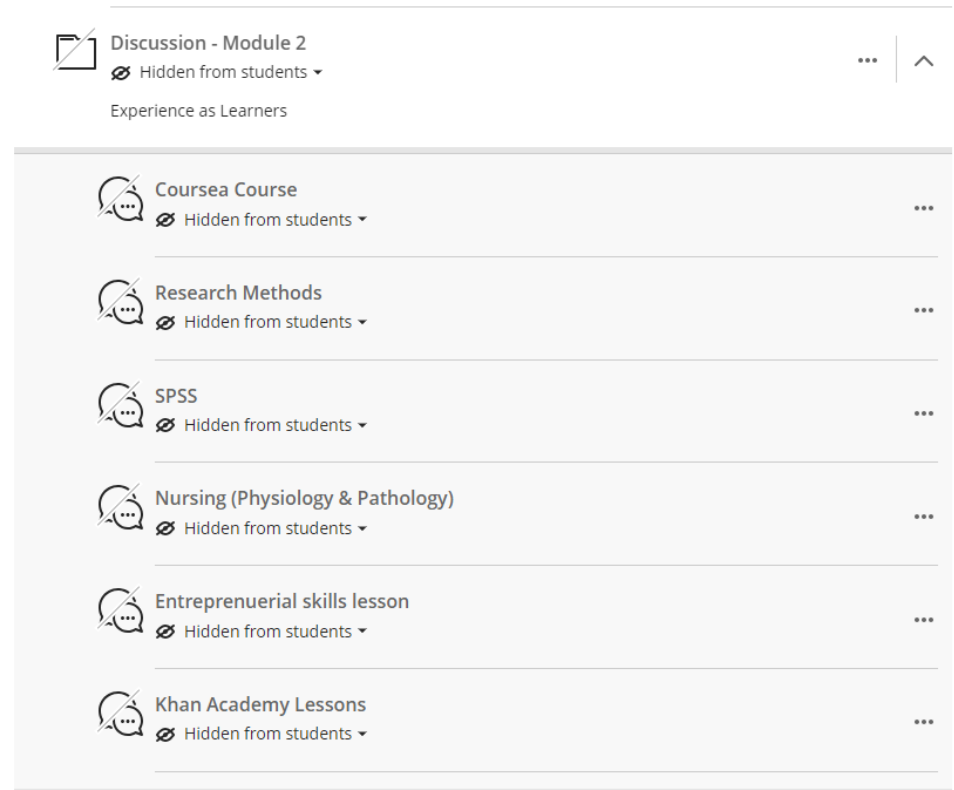 Discussion - Module 2
Hidden from students
Experience as Learners
Coursea Course
Hidden from students
Research Methods
Hidden from students
SPSS
Hidden from students
Nursing (Physiology & Pathology)
Hidden from students
Entreprenuerial skills lesson
Hidden from students
Khan Academy Lessons
Hidden from students